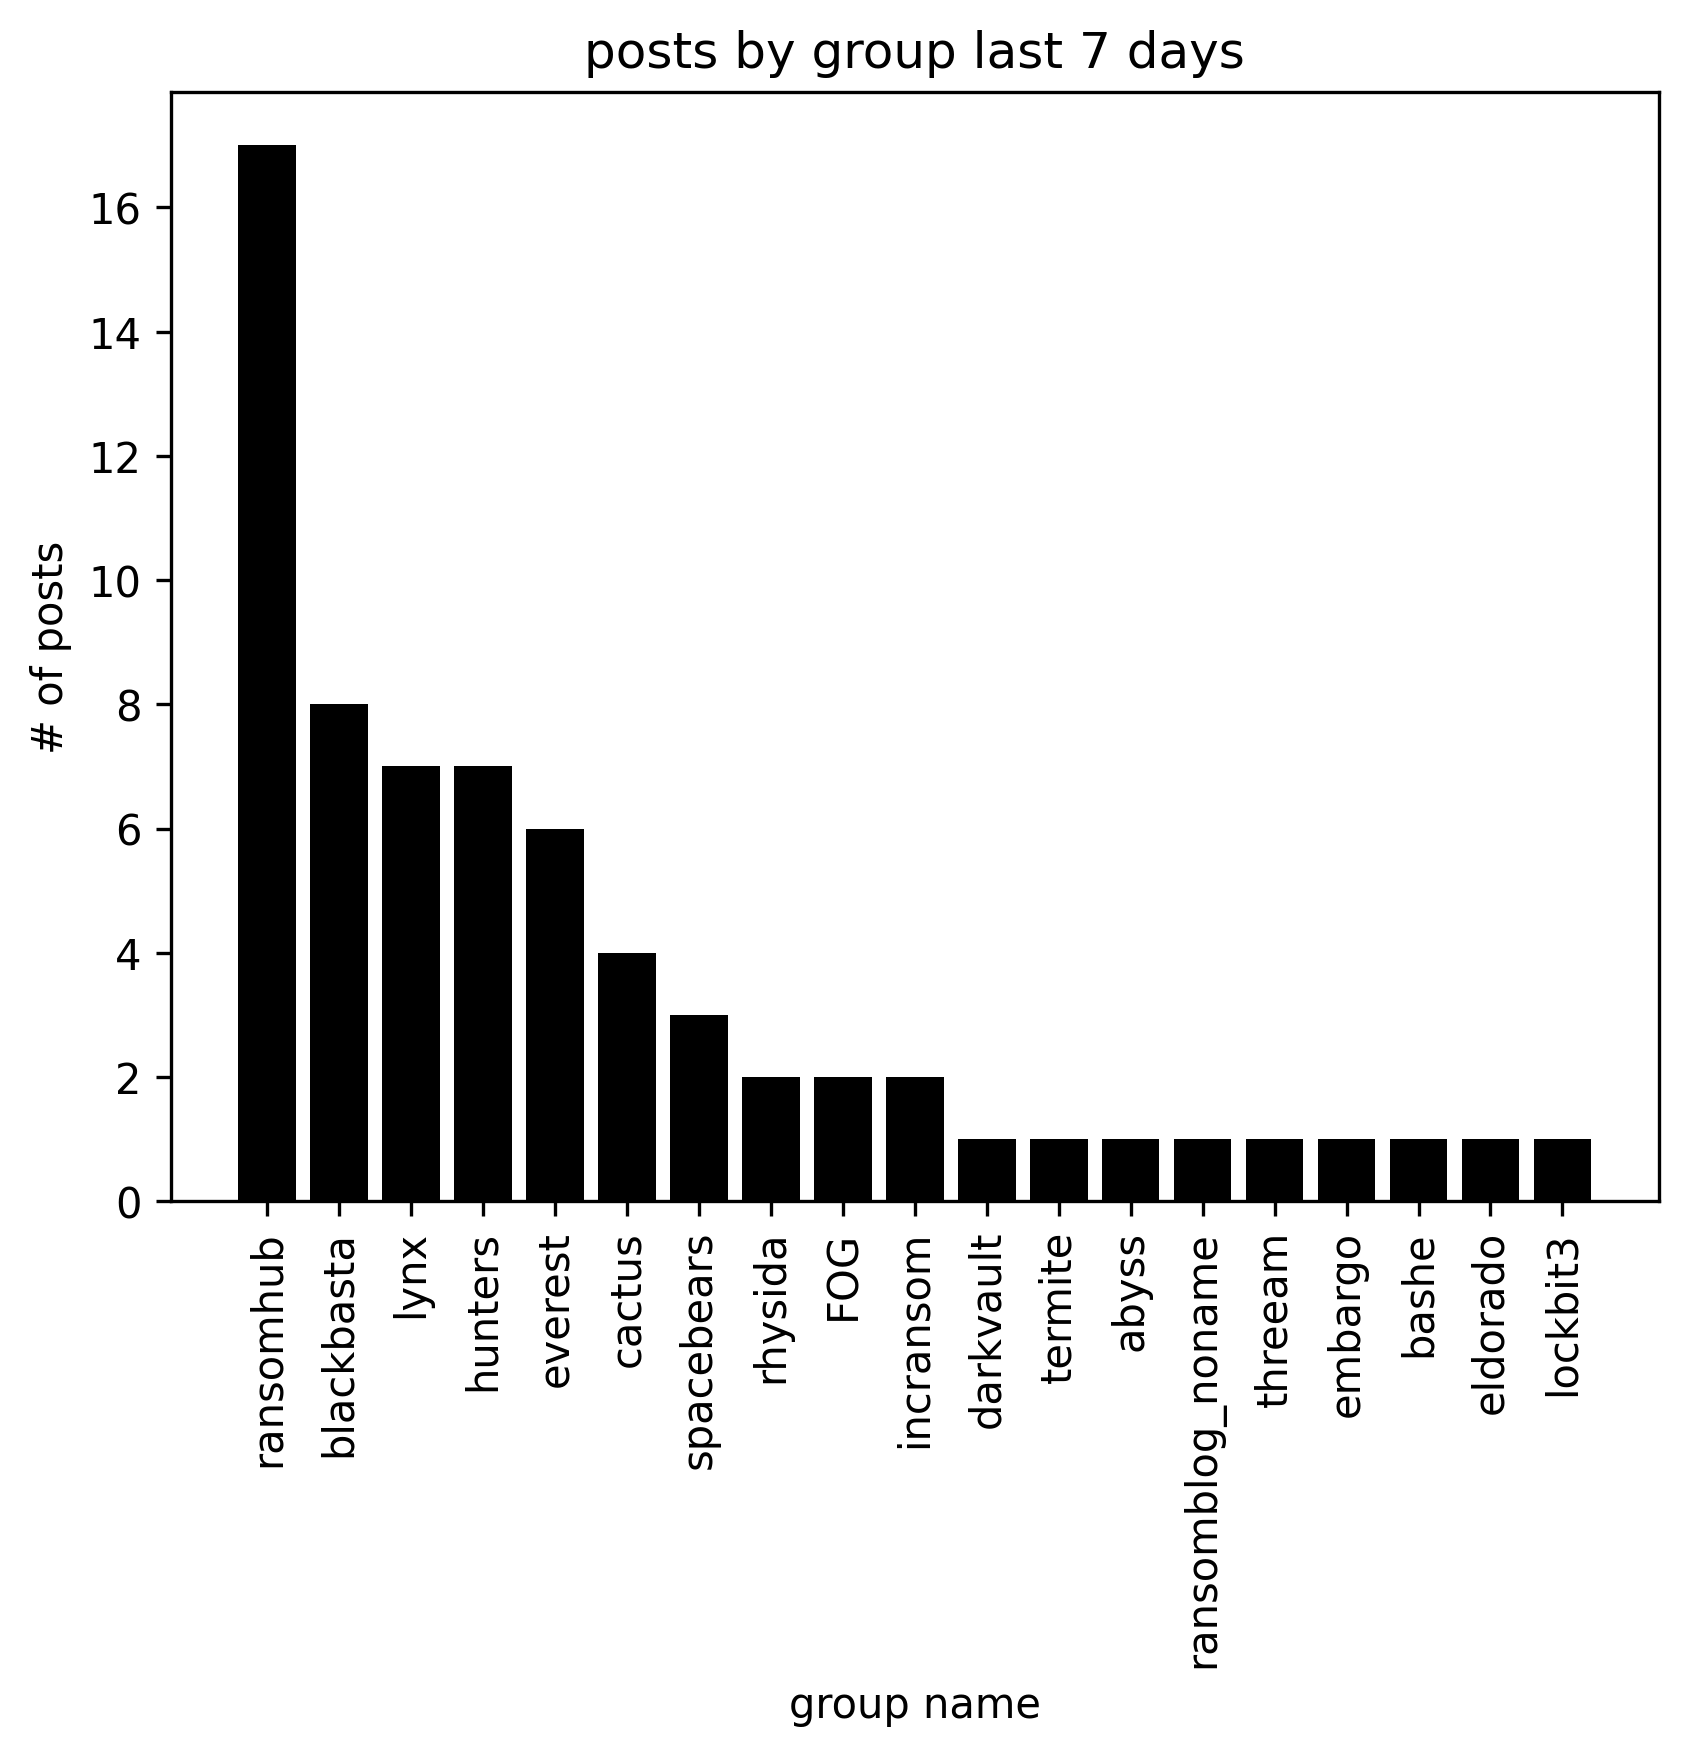 posts by group last 7 days
# of posts
16
14
12
10
8
6
4
2
0
ransomhub
blackbasta
lynx
hunters
everest
cactus
spacebears
rhysida
FOG
incransom
darkvault
termite
abyss
ransomblog_noname
threeam
embargo
bashe
eldorado
lockbit3
group name